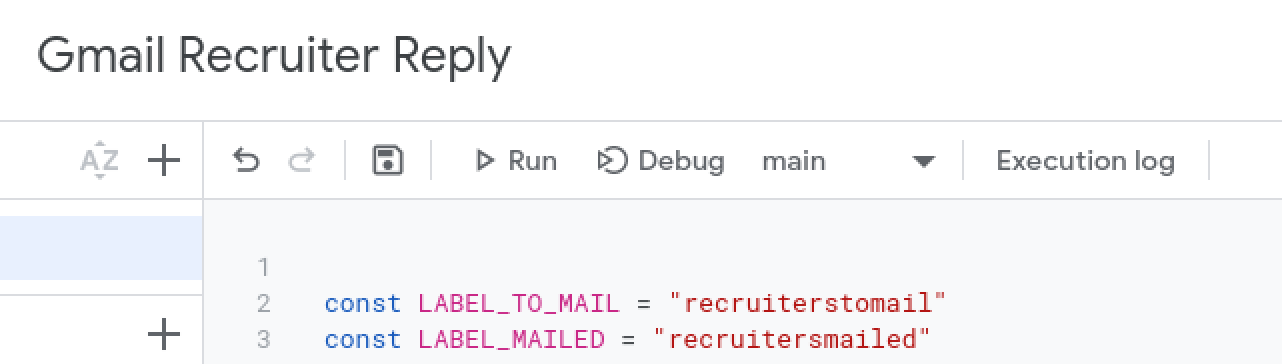 Gmail Recruiter Reply
AZ Run Debug main Execution log
1
2 const LABEL_TO_MAIL = "recruiterstomail"
3 const LABEL_MAILED = "recruitersmailed"